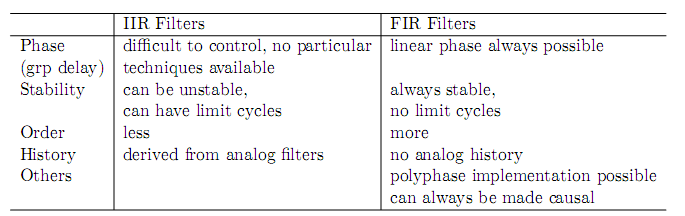 IIR Filters FIR Filters
Phase difficult to control, no particular linear phase always possible
(grp delay) techniques available
Stability can be unstable, always stable,
can have limit cycles no limit cycles
Order less more
History derived from analog filters no analog history
Others polyphase implementation possible
can always be made causal